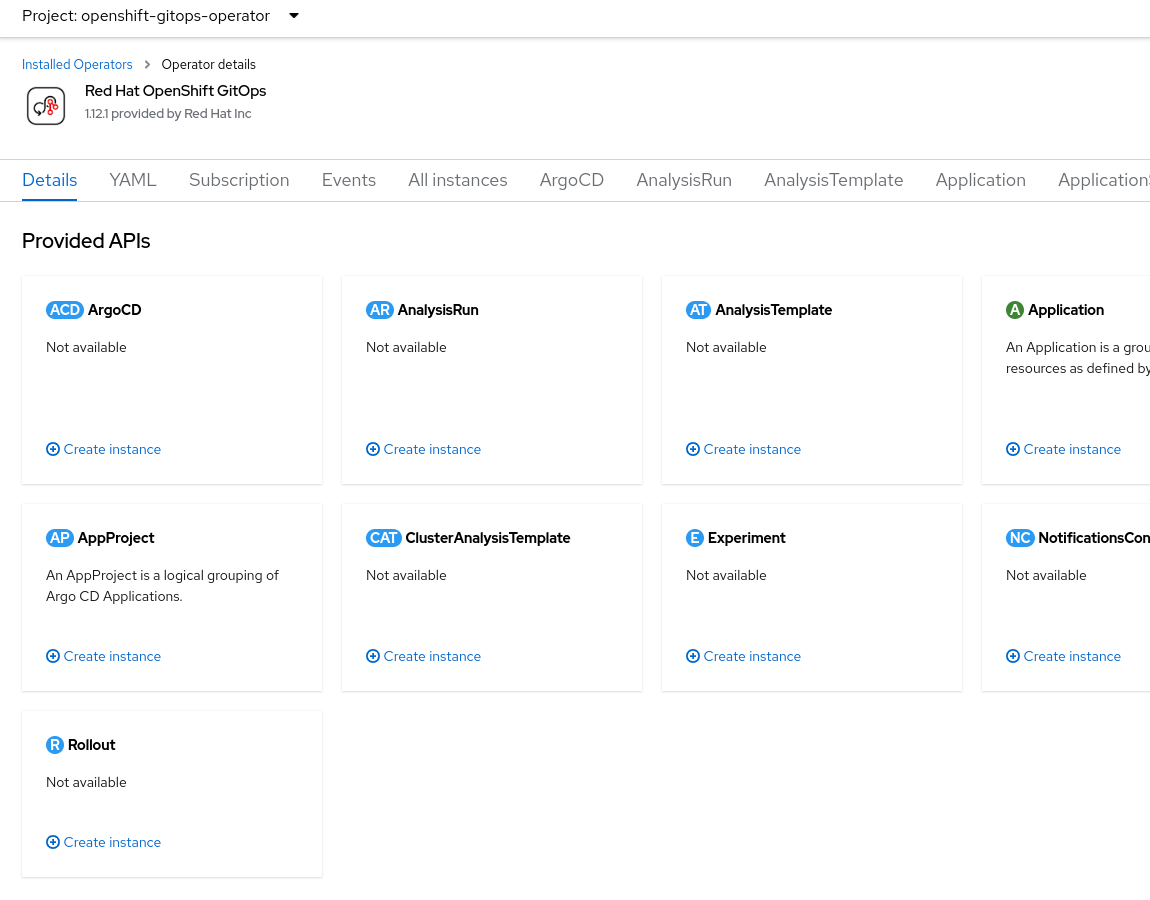 Project: openshift-gitops-operator
Installed Operators > Operator details
Red Hat OpenShift GitOps
1.12.1 provided by Red Hat Inc
Details YAML Subscription Events All instances ArgoCD AnalysisRun AnalysisTemplate Application Application
Provided APIs
ACD ArgoCD
Not available
Create instance
AR AnalysisRun
Not available
Create instance
AT AnalysisTemplate
Not available
Create instance
A Application
An Application is a grou
resources as defined by
Create instance
AP AppProject
An AppProject is a logical grouping of
Argo CD Applications.
Create instance
CAT ClusterAnalysisTemplate
Not available
Create instance
E Experiment
Not available
Create instance
NC NotificationsCon
Not available
Create instance
R Rollout
Not available
Create instance